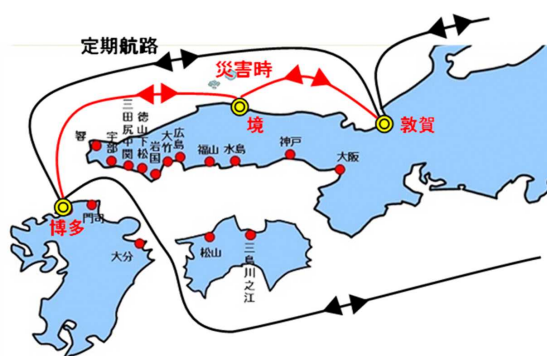 定期航路
災害時
境
敦賀
響
宇部
三田尻中関
徳山下松
岩国
大竹
広島
福山
水島
神戸
大阪
博多
門司
大分
松山
三島川之江